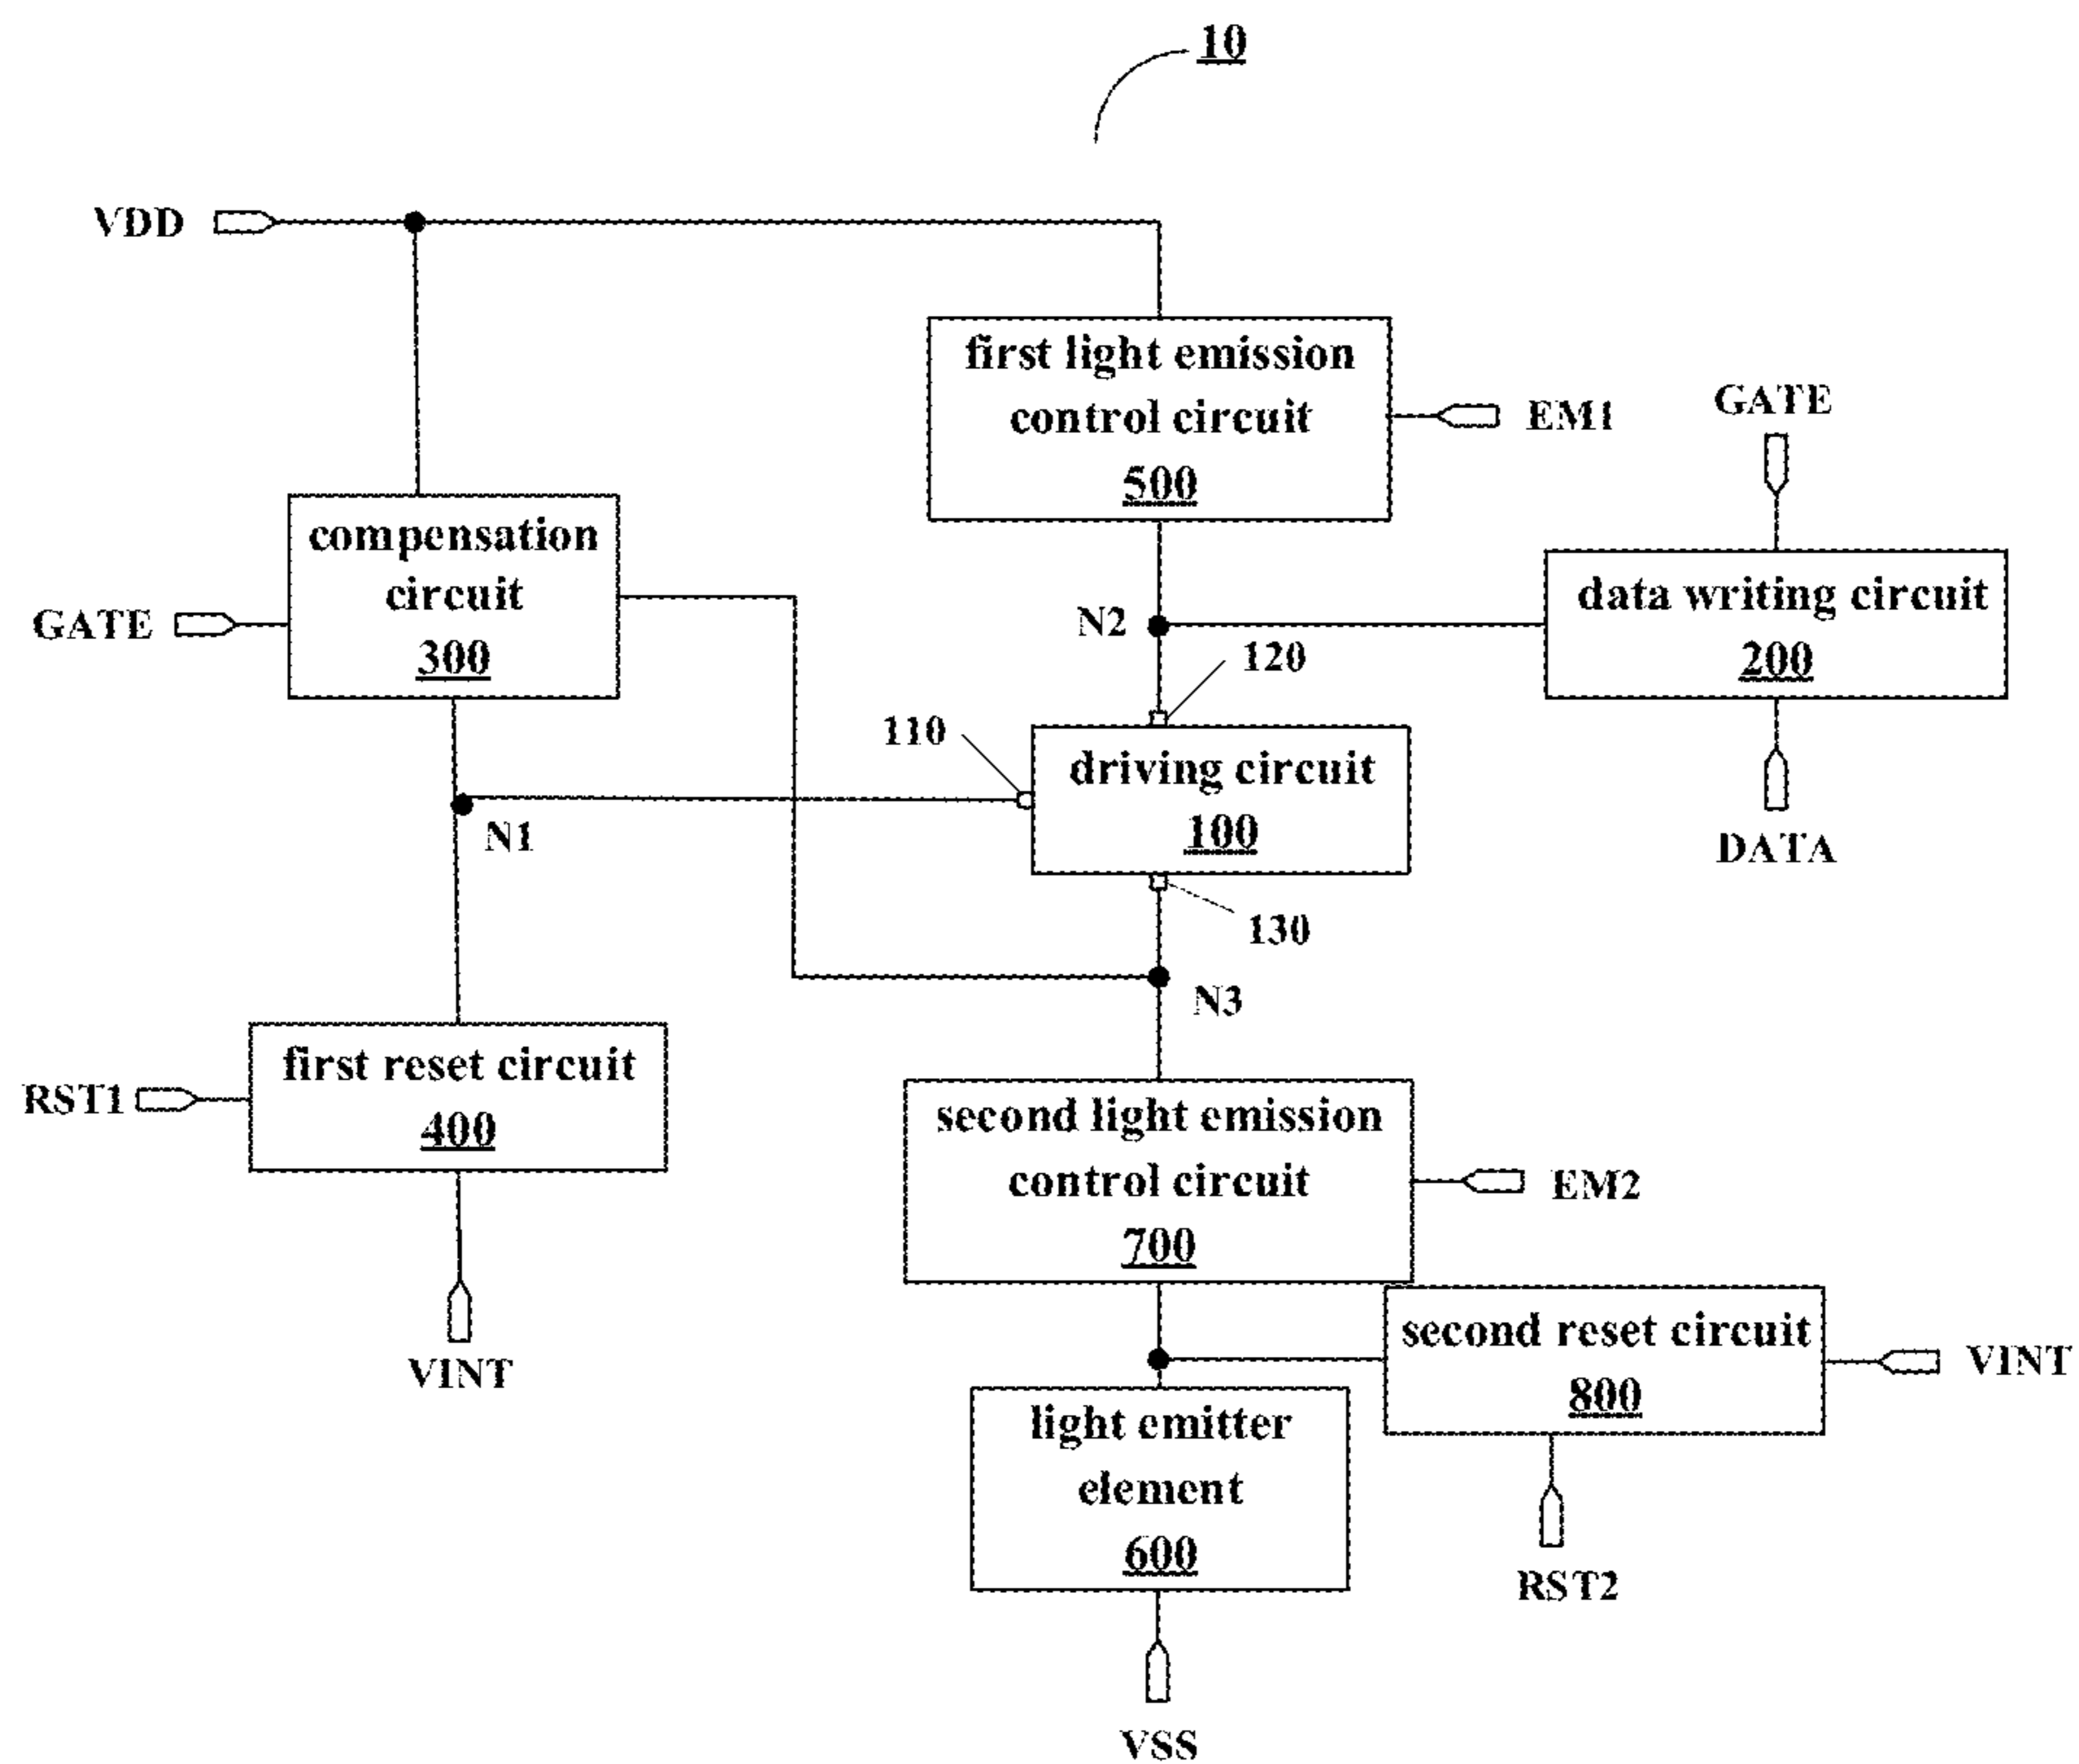 10
VDD
first light emission
control circuit
500
EM1
GATE
compensation
circuit
300
GATE
N2
data writing circuit
200
120
110
driving circuit
100
N1
DATA
130
N3
first reset circuit
400
RST1
second light emission
control circuit
700
EM2
VINT
second reset circuit
800
VINT
light emitter
element
600
RST2
VSS